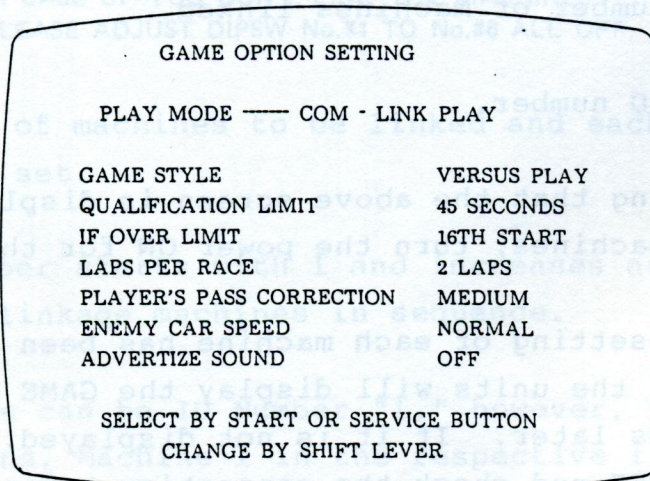 GAME OPTION SETTING
PLAY MODE ------ COM - LINK PLAY
GAME STYLE VERSUS PLAY
QUALIFICATION LIMIT 45 SECONDS
IF OVER LIMIT 16TH START
LAPS PER RACE 2 LAPS
PLAYER'S PASS CORRECTION MEDIUM
ENEMY CAR SPEED NORMAL
ADVERTIZE SOUND OFF
SELECT BY START OR SERVICE BUTTON
CHANGE BY SHIFT LEVER